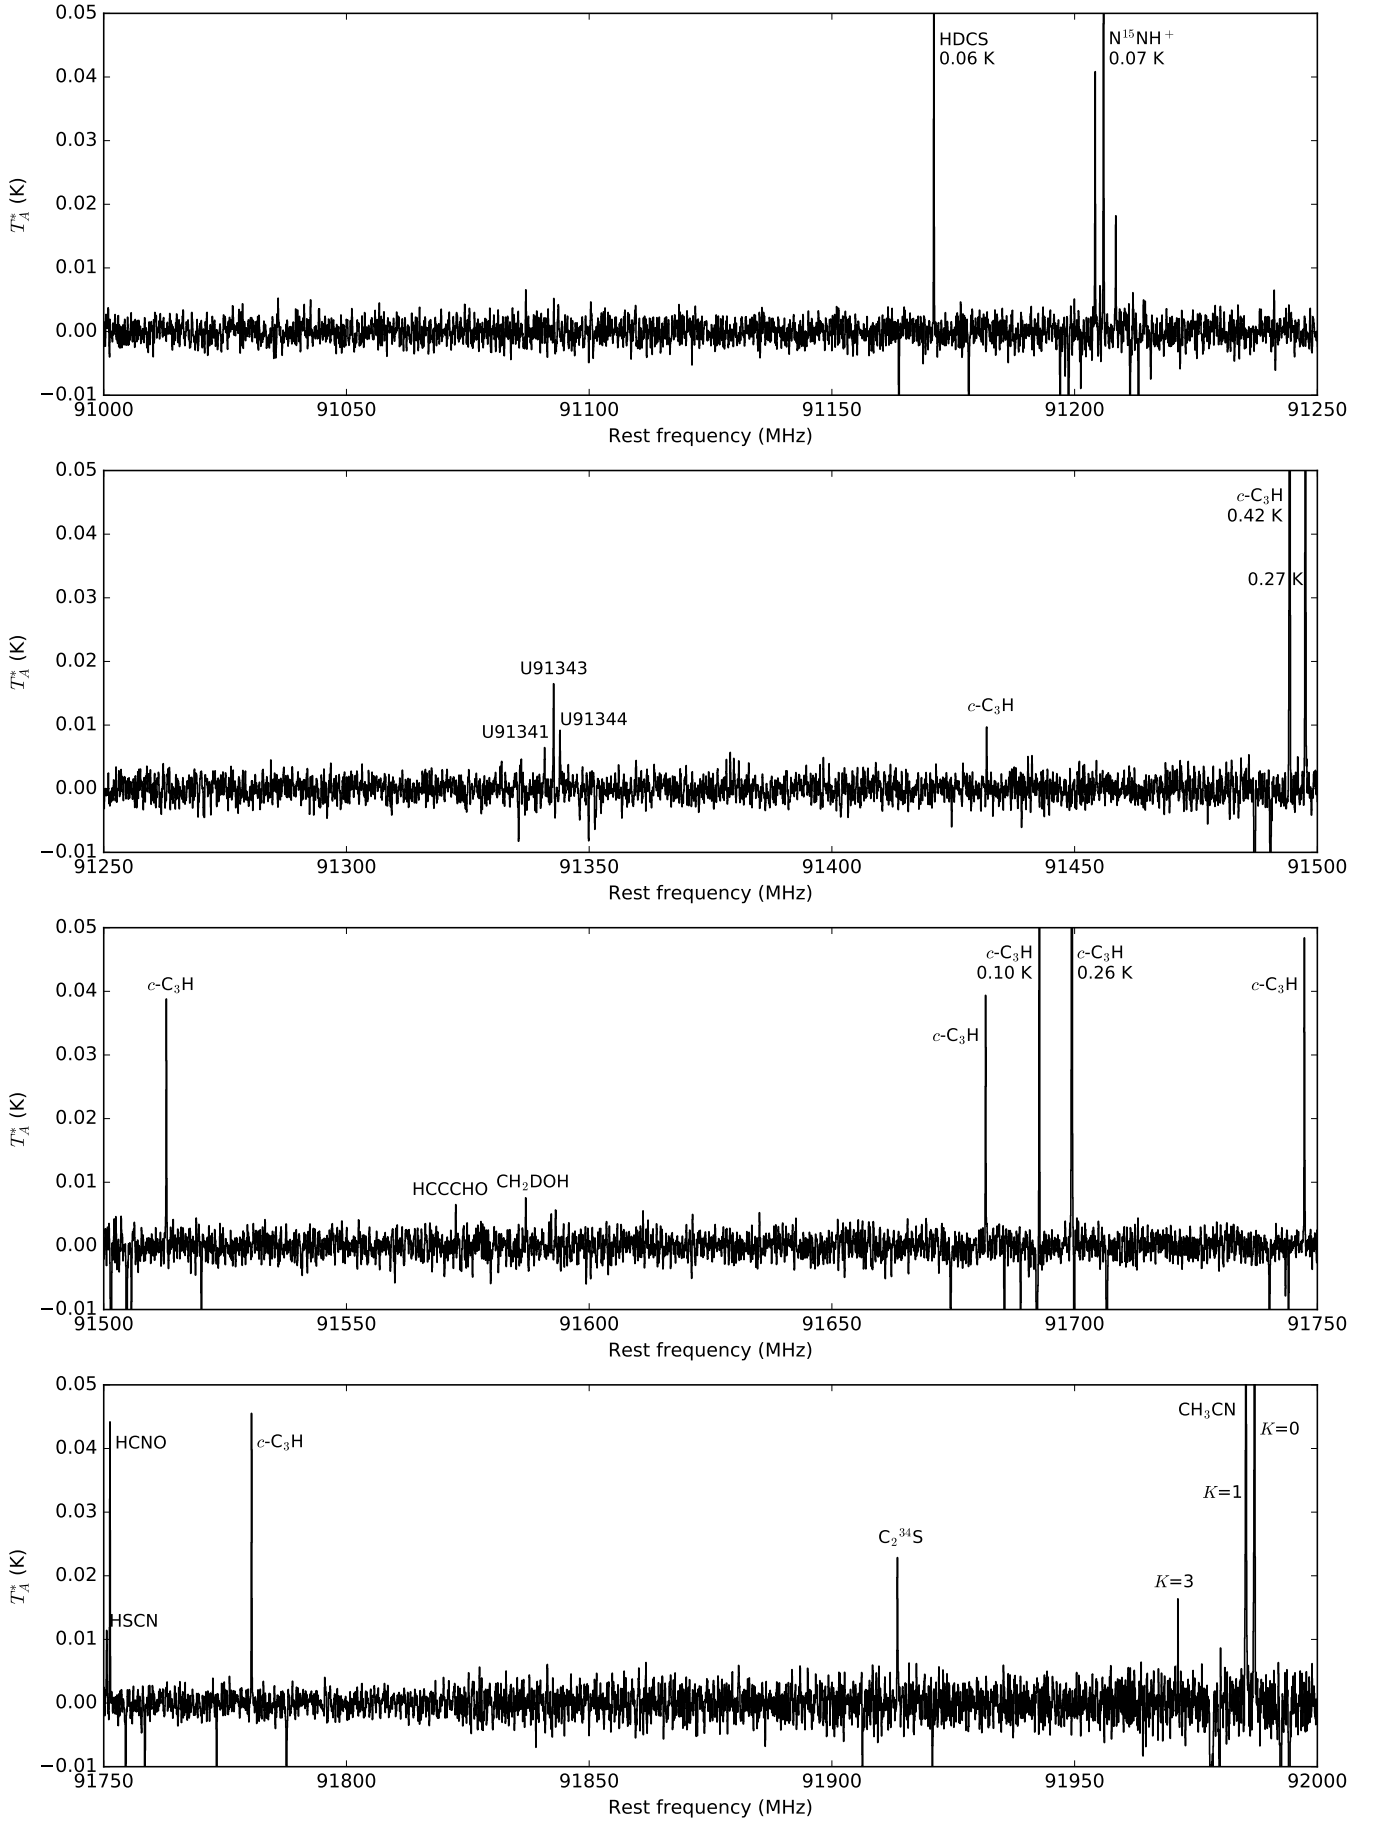 0.05
0.04
0.03
0.02
0.01
0.00
−0.01
T*A (K)
HDCS
0.06 K
N15NH+
0.07 K
91000 91050 91100 91150 91200 91250
Rest frequency (MHz)
0.05
0.04
0.03
0.02
0.01
0.00
−0.01
T*A (K)
c-C3H
0.42 K
0.27 K
U91343
U91341
U91344
c-C3H
91250 91300 91350 91400 91450 91500
Rest frequency (MHz)
0.05
0.04
0.03
0.02
0.01
0.00
−0.01
T*A (K)
c-C3H
HCCCHO
CH2DOH
c-C3H
c-C3H
0.10 K
c-C3H
0.26 K
c-C3H
91500 91550 91600 91650 91700 91750
Rest frequency (MHz)
0.05
0.04
0.03
0.02
0.01
0.00
−0.01
T*A (K)
HCNO
HSCN
c-C3H
C234S
CH3CN
K=0
K=1
K=3
91750 91800 91850 91900 91950 92000
Rest frequency (MHz)